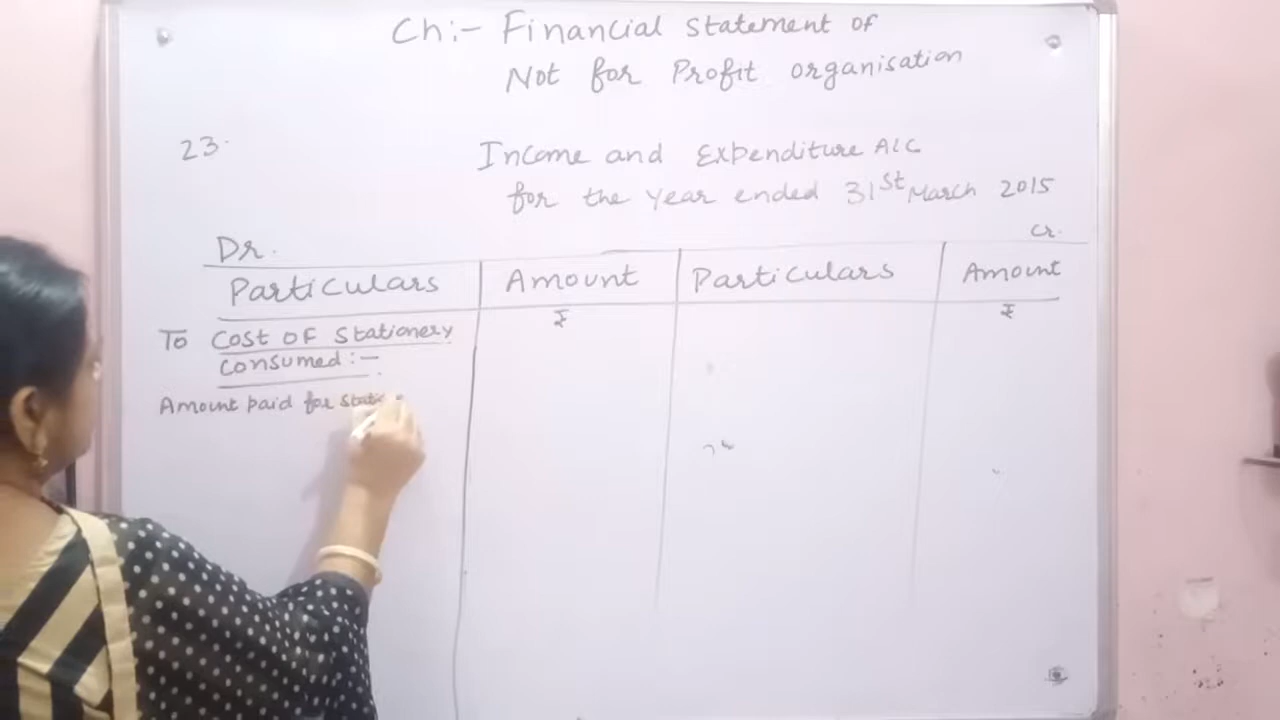 Ch:- Financial Statement of
Not for Profit organisation
23.
Income and Expenditure A/C
for the Year ended 31st March 2015
Dr. Cr.
Particulars Amount Particulars Amount
₹ ₹
To Cost of Stationery
Consumed:-
Amount paid for